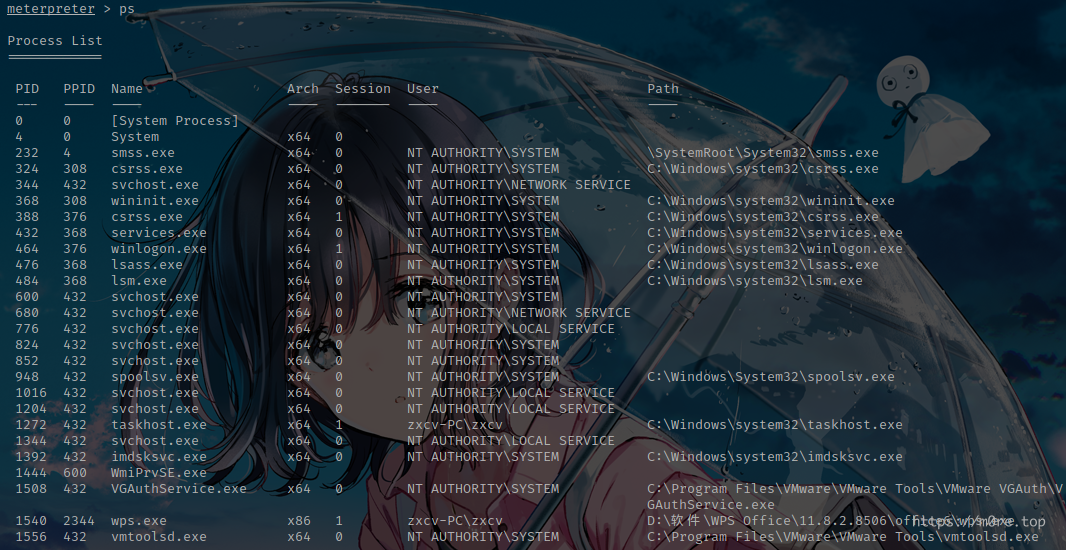 meterpreter > ps
Process List
PID PPID Name Arch Session User Path
--- ---- ---- ---- ------- ---- ----
0 0 [System Process]
4 0 System x64 0
232 4 smss.exe x64 0 NT AUTHORITY\SYSTEM \SystemRoot\System32\smss.exe
324 308 csrss.exe x64 0 NT AUTHORITY\SYSTEM C:\Windows\system32\csrss.exe
344 432 svchost.exe x64 0 NT AUTHORITY\NETWORK SERVICE
368 308 wininit.exe x64 0 NT AUTHORITY\SYSTEM C:\Windows\system32\wininit.exe
388 376 csrss.exe x64 1 NT AUTHORITY\SYSTEM C:\Windows\system32\csrss.exe
432 368 services.exe x64 0 NT AUTHORITY\SYSTEM C:\Windows\system32\services.exe
464 376 winlogon.exe x64 1 NT AUTHORITY\SYSTEM C:\Windows\system32\winlogon.exe
476 368 lsass.exe x64 0 NT AUTHORITY\SYSTEM C:\Windows\system32\lsass.exe
484 368 lsm.exe x64 0 NT AUTHORITY\SYSTEM C:\Windows\system32\lsm.exe
600 432 svchost.exe x64 0 NT AUTHORITY\SYSTEM
680 432 svchost.exe x64 0 NT AUTHORITY\NETWORK SERVICE
776 432 svchost.exe x64 0 NT AUTHORITY\LOCAL SERVICE
824 432 svchost.exe x64 0 NT AUTHORITY\SYSTEM
852 432 svchost.exe x64 0 NT AUTHORITY\SYSTEM
948 432 spoolsv.exe x64 0 NT AUTHORITY\SYSTEM C:\Windows\System32\spoolsv.exe
1016 432 svchost.exe x64 0 NT AUTHORITY\LOCAL SERVICE
1204 432 svchost.exe x64 0 NT AUTHORITY\LOCAL SERVICE
1272 432 taskhost.exe x64 1 zxcv-PC\zxcv C:\Windows\system32\taskhost.exe
1344 432 svchost.exe x64 0 NT AUTHORITY\LOCAL SERVICE
1392 432 imdsksvc.exe x64 0 NT AUTHORITY\SYSTEM C:\Windows\system32\imdsksvc.exe
1444 600 WmiPrvSE.exe
1508 432 VGAuthService.exe x64 0 NT AUTHORITY\SYSTEM C:\Program Files\VMware\VMware Tools\VMware VGAuth\V
GAuthService.exe
1540 2344 wps.exe x86 1 zxcv-PC\zxcv D:\软件\WPS Office\11.8.2.8506\office6\wps.exe
1556 432 vmtoolsd.exe x64 0 NT AUTHORITY\SYSTEM C:\Program Files\VMware\VMware Tools\vmtoolsd.exe